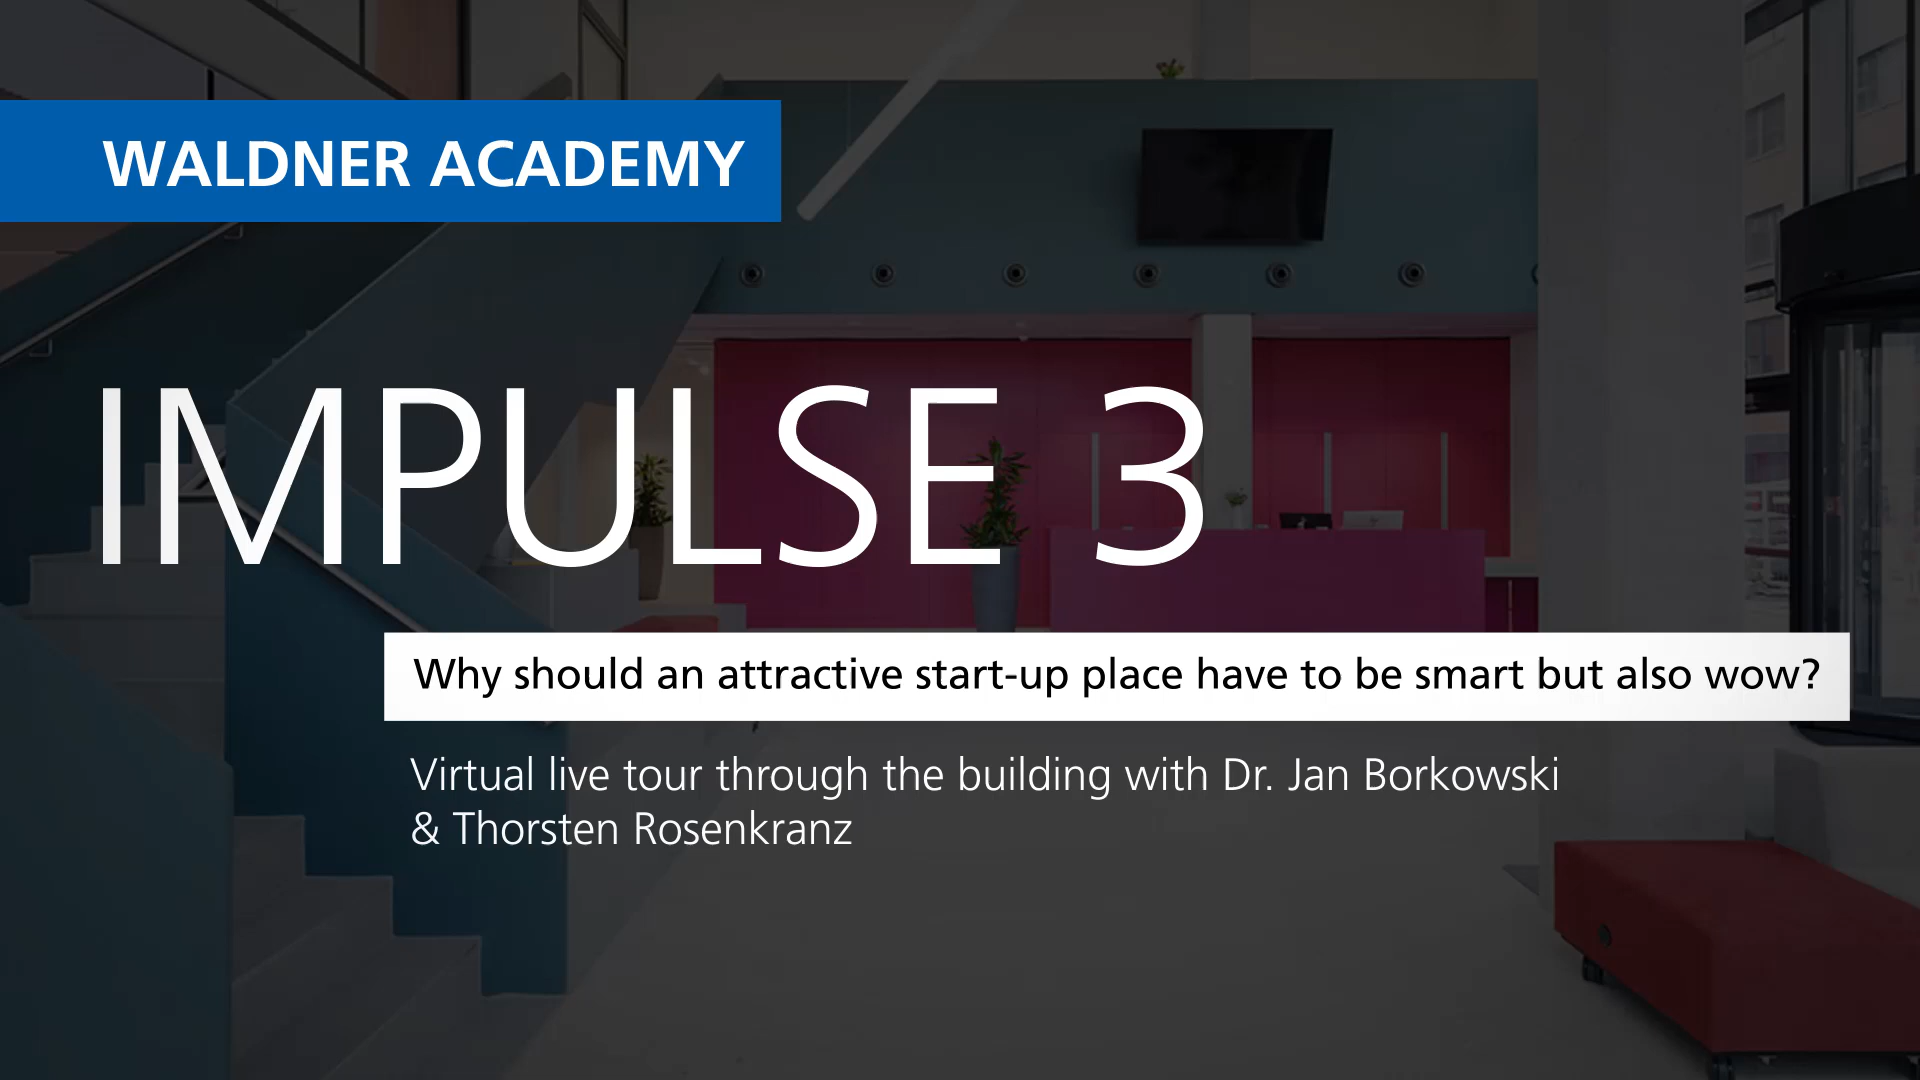 WALDNER ACADEMY
IMPULSE 3
Why should an attractive start-up place have to be smart but also wow?
Virtual live tour through the building with Dr. Jan Borkowski
& Thorsten Rosenkranz